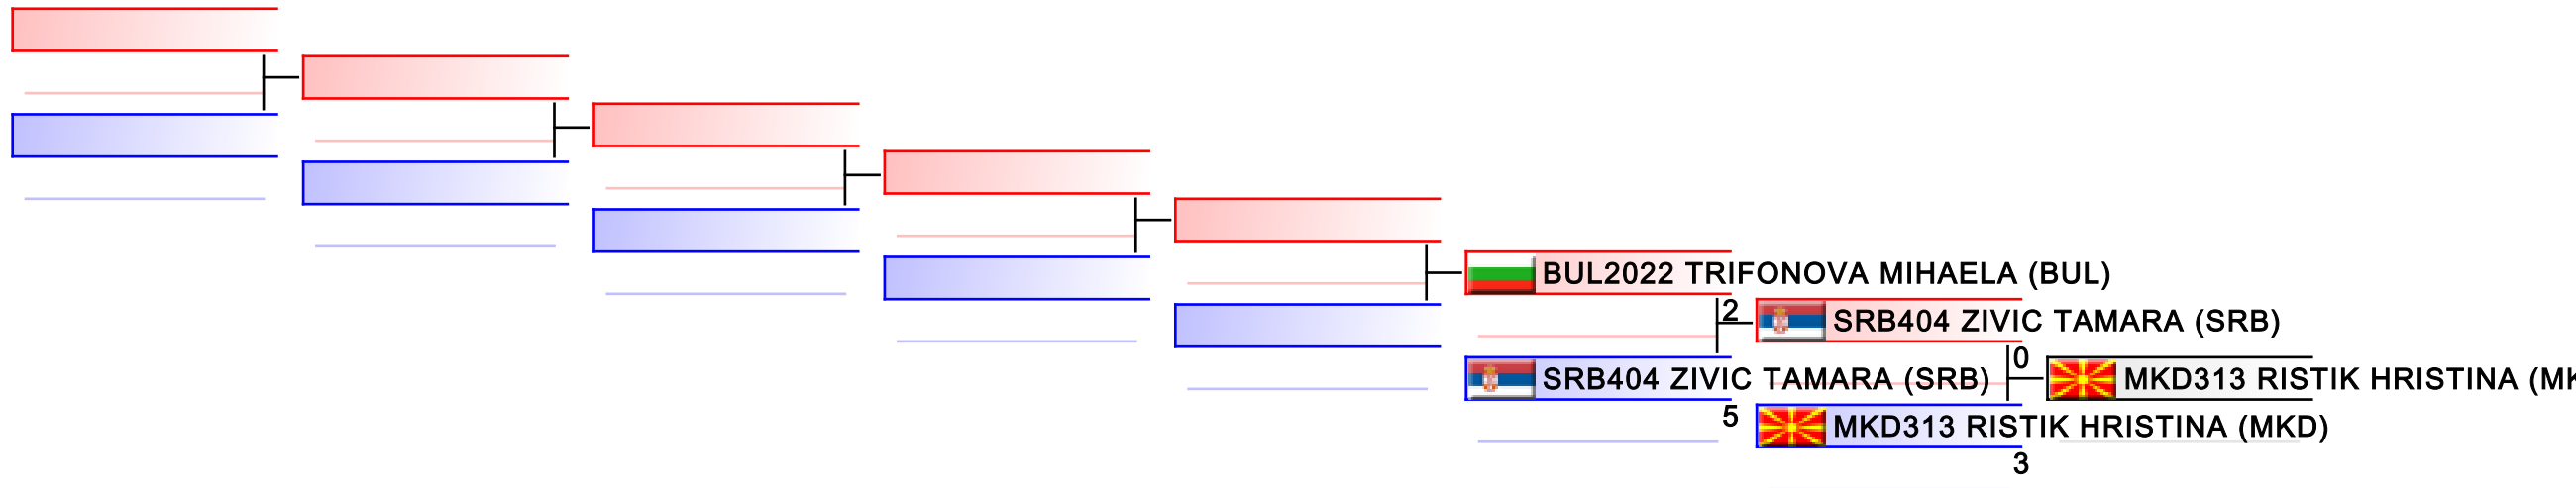 BUL2022 TRIFONOVA MIHAELA (BUL)
2
SRB404 ZIVIC TAMARA (SRB)
0
SRB404 ZIVIC TAMARA (SRB)
MKD313 RISTIK HRISTINA (MK
5
MKD313 RISTIK HRISTINA (MKD)
3